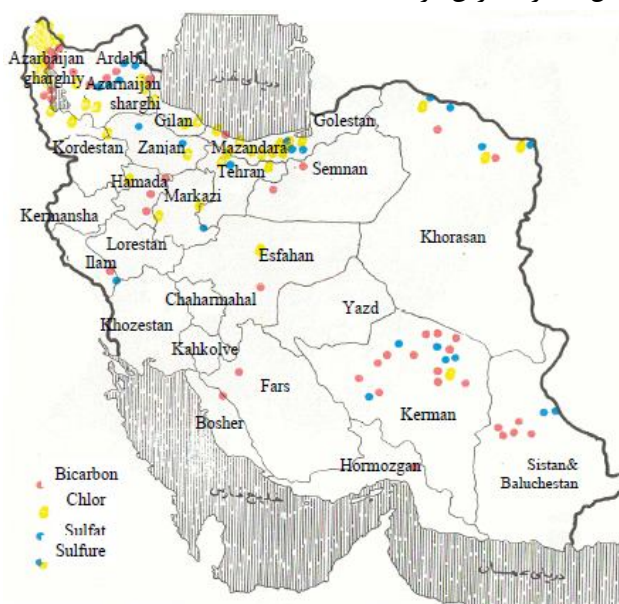 Azarbaijan
gharghiy
Ardabil
Azarnaijan
sharghi
دریای خزر
Gilan
Golestan
Kordestan
Zanjan
Mazandara
Tehran
Semnan
Hamada
Markazi
Kermansha
Khorasan
Lorestan
Ilam
Esfahan
Chaharmahal
Yazd
Khozestan
Kahkolve
Fars
Kerman
Bosher
Hormozgan
Sistan&
Baluchestan
خلیج فارس
دریای عمان
Bicarbon
Chlor
Sulfat
Sulfure